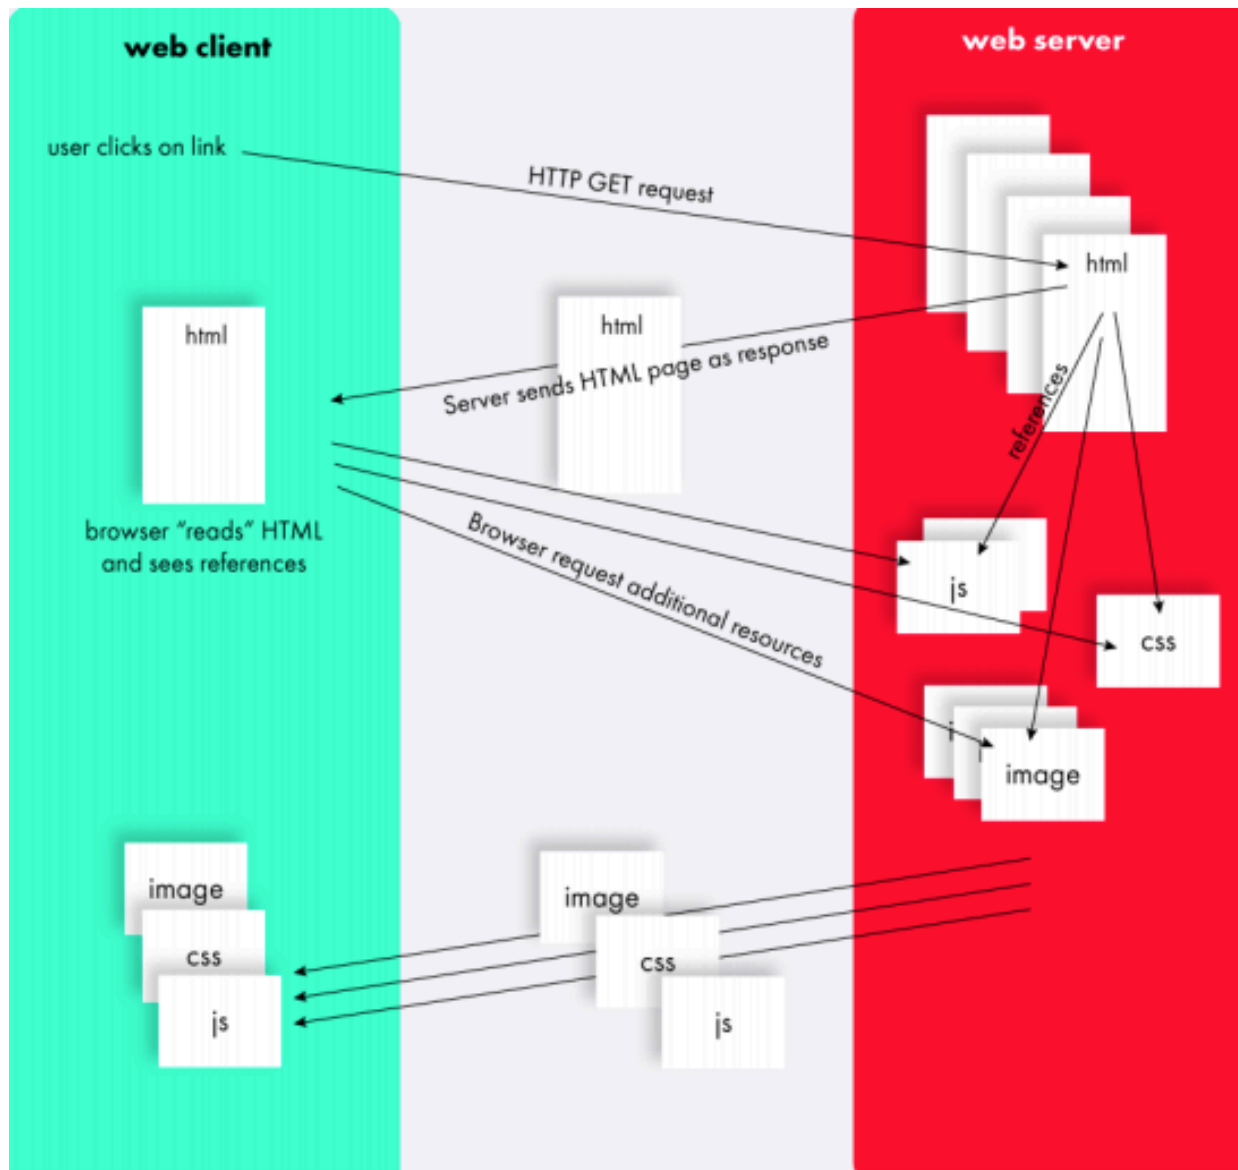 web client
web server
user clicks on link
HTTP GET request
html
html
html
Server sends HTML page as response
references
browser “reads” HTML
and sees references
Browser request additional resources
js
css
i
image
image
css
js
image
css
js